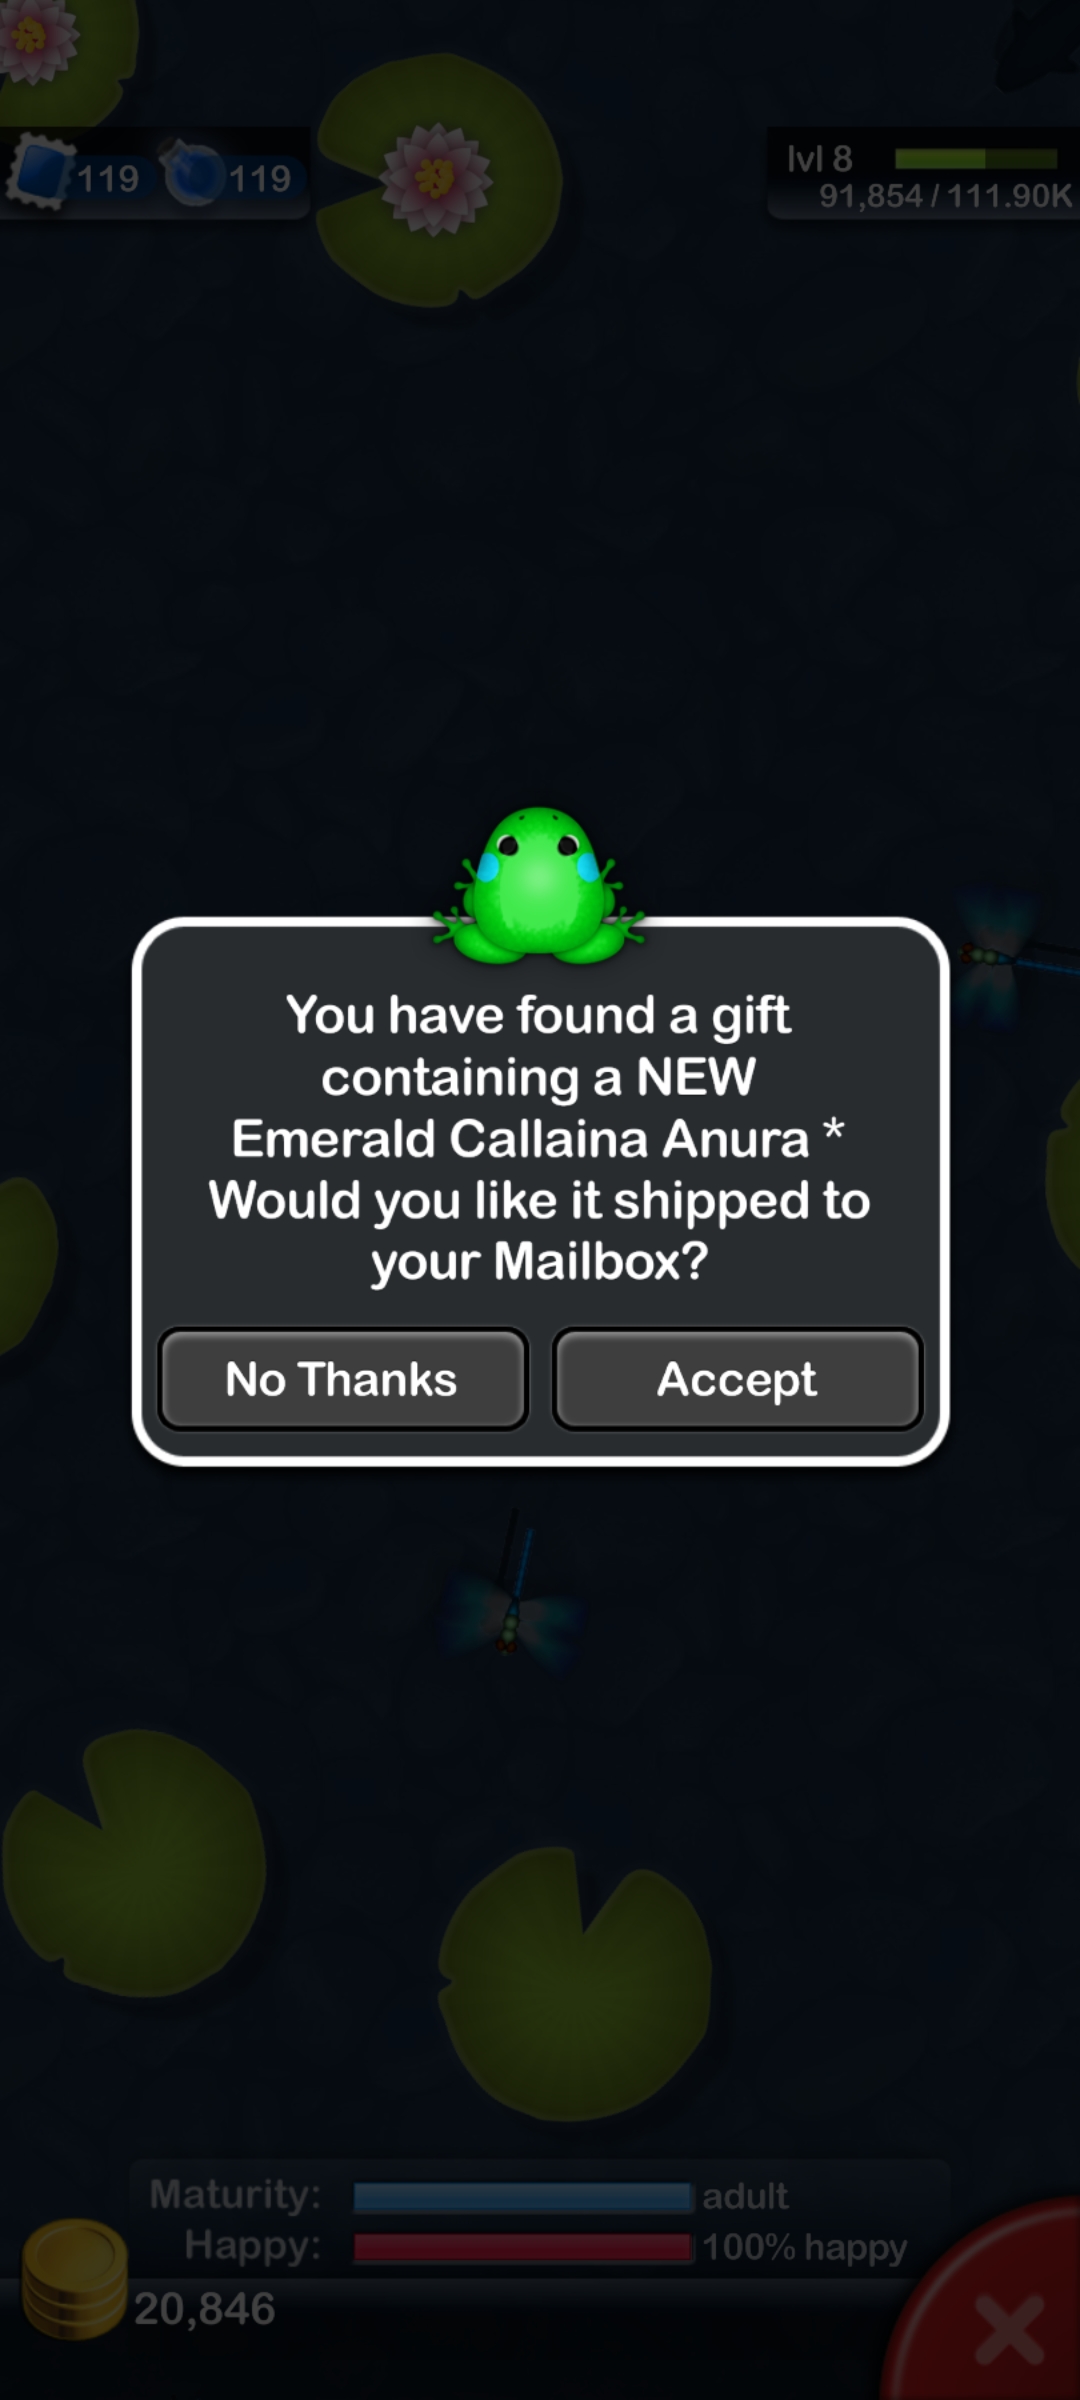 119
119
lvl 8
91,854 / 111.90K
You have found a gift
containing a NEW
Emerald Callaina Anura *
Would you like it shipped to
your Mailbox?
No Thanks
Accept
Maturity:
adult
Happy:
100% happy
20,846